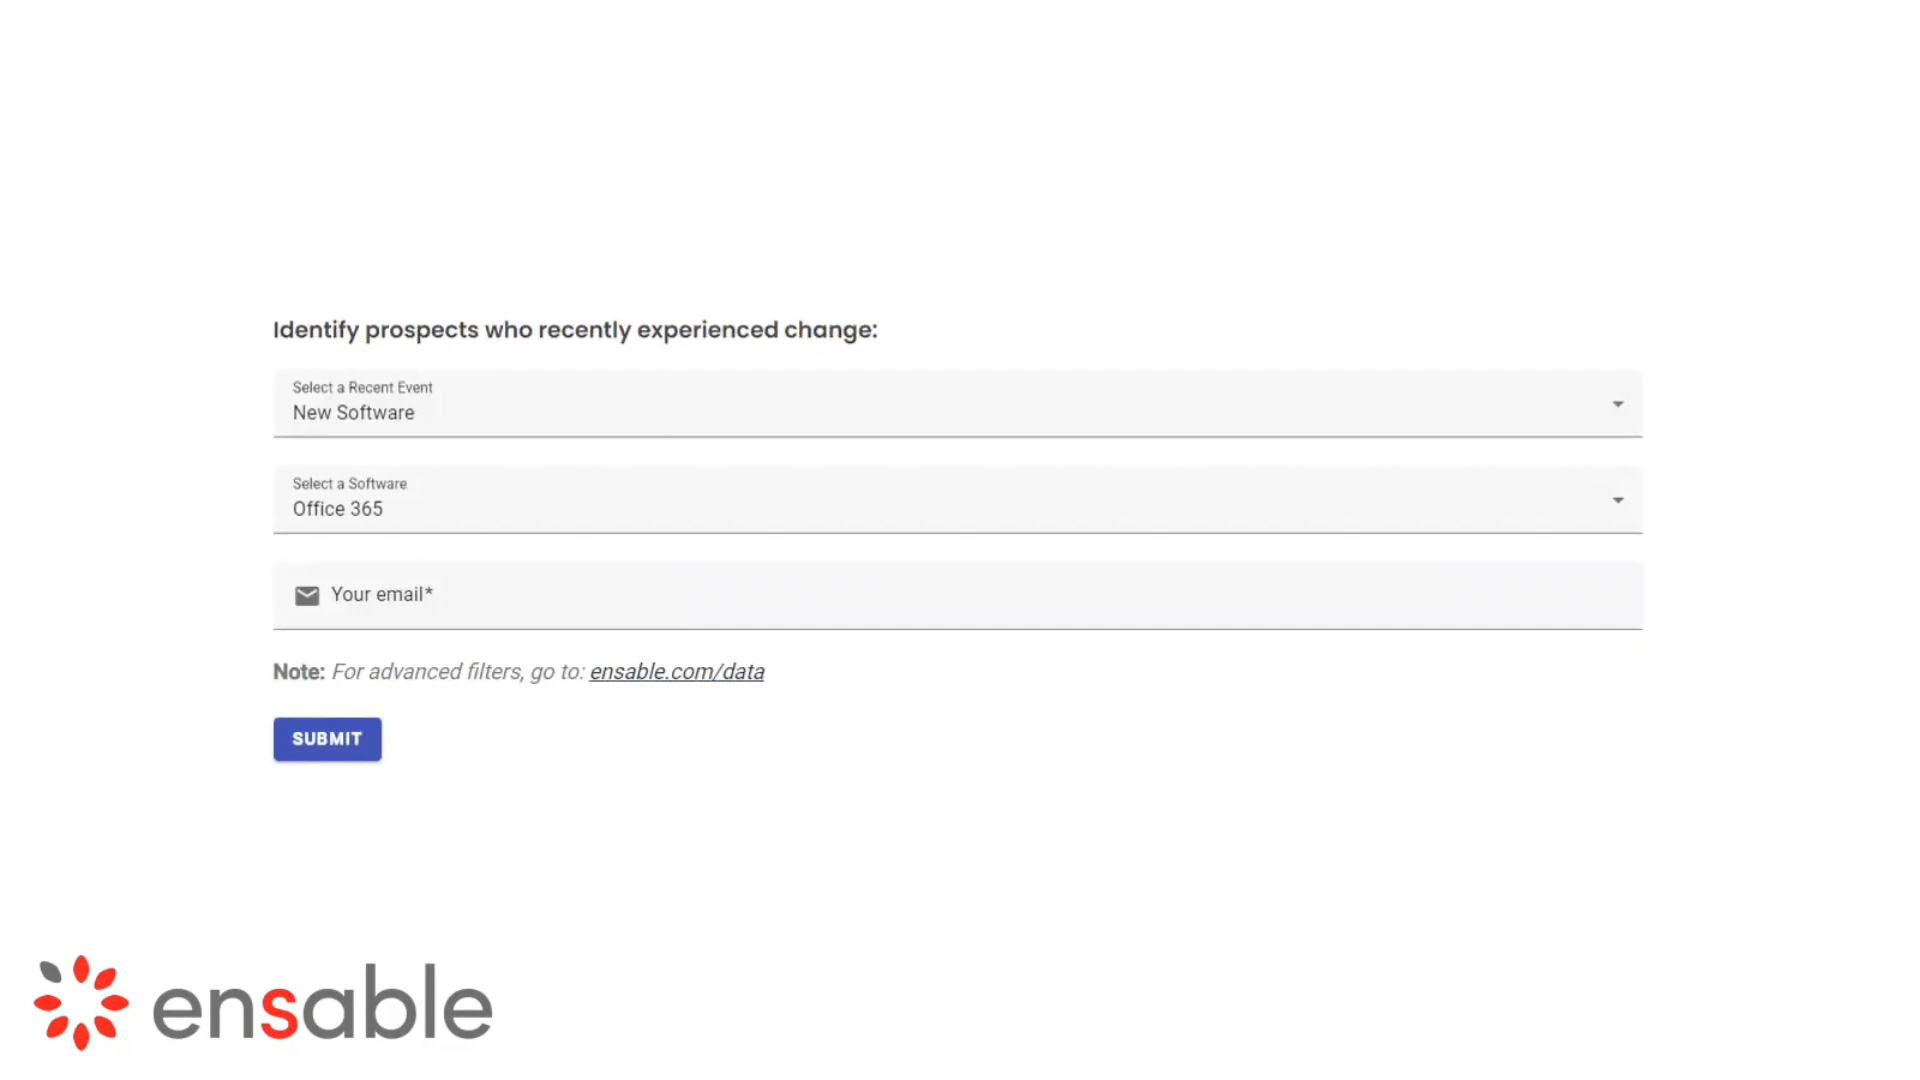 Identify prospects who recently experienced change:
Select a Recent Event
New Software
Select a Software
Office 365
Your email*
Note: For advanced filters, go to: ensable.com/data
SUBMIT
ensable